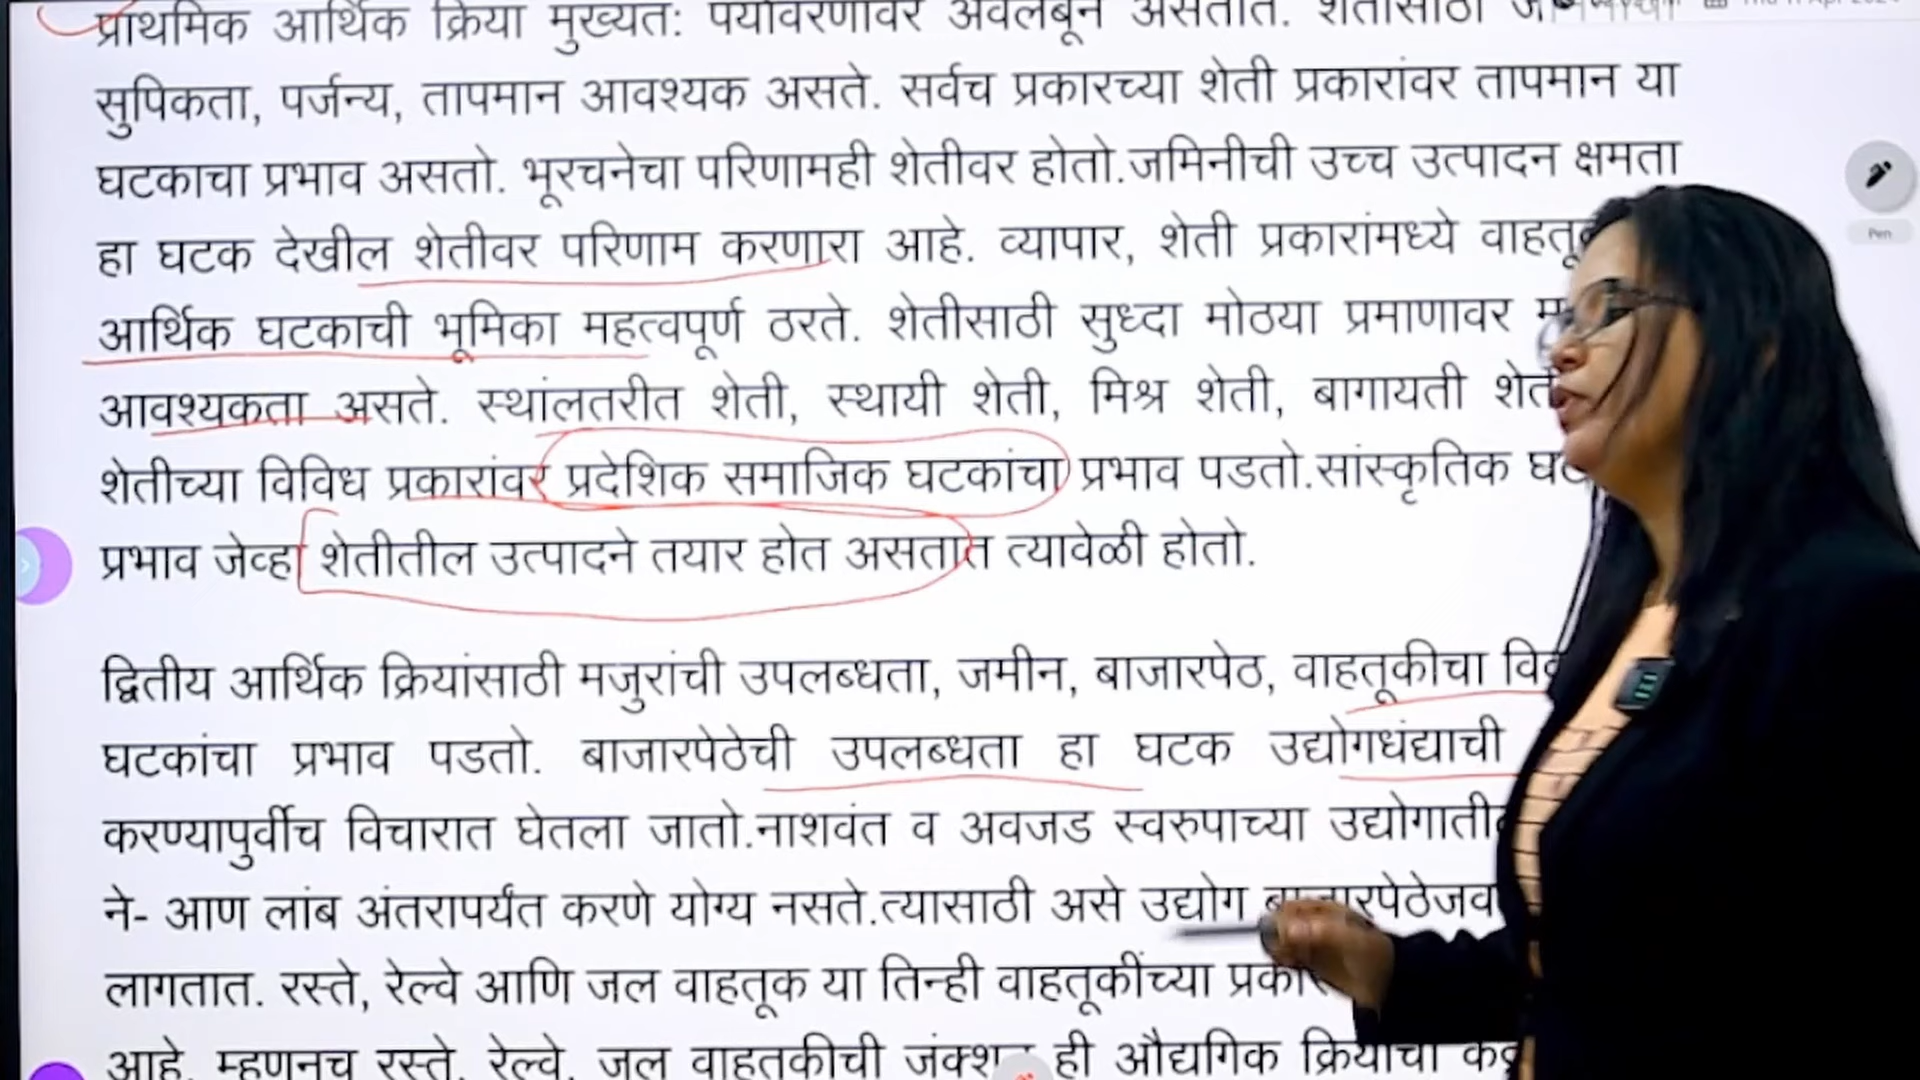 प्राथमिक आर्थिक क्रिया मुख्यत: पर्यावरणावर अवलंबून असतात. शेतीसाठी
सुपिकता, पर्जन्य, तापमान आवश्यक असते. सर्वच प्रकारच्या शेती प्रकारांवर तापमान या
घटकाचा प्रभाव असतो. भूरचनेचा परिणामही शेतीवर होतो.जमिनीची उच्च उत्पादन क्षमता
हा घटक देखील शेतीवर परिणाम करणारा आहे. व्यापार, शेती प्रकारांमध्ये
आर्थिक घटकाची भूमिका महत्वपूर्ण ठरते. शेतीसाठी सुध्दा मोठया प्रमाणावर
आवश्यकता असते. स्थांलतरीत शेती, स्थायी शेती, मिश्र शेती, बागायती
शेतीच्या विविध प्रकारांवर प्रदेशिक समाजिक घटकांचा प्रभाव पडतो.सांस्कृतिक
प्रभाव जेव्हा शेतीतील उत्पादने तयार होत असतात त्यावेळी होतो.
द्वितीय आर्थिक क्रियांसाठी मजुरांची उपलब्धता, जमीन, बाजारपेठ, वाहतूकीचा
घटकांचा प्रभाव पडतो. बाजारपेठेची उपलब्धता हा घटक उद्योगधंद्याची
करण्यापुर्वीच विचारात घेतला जातो.नाशवंत व अवजड स्वरुपाच्या
ने- आण लांब अंतरापर्यंत करणे योग्य नसते.त्यासाठी असे उद्योग
लागतात. रस्ते, रेल्वे आणि जल वाहतूक या तिन्ही वाहतूकींच्या
आहे. म्हणूनच रस्ते, रेल्वे, जल वाहतूकीची ही औद्योगिक क्रियांची
Pen